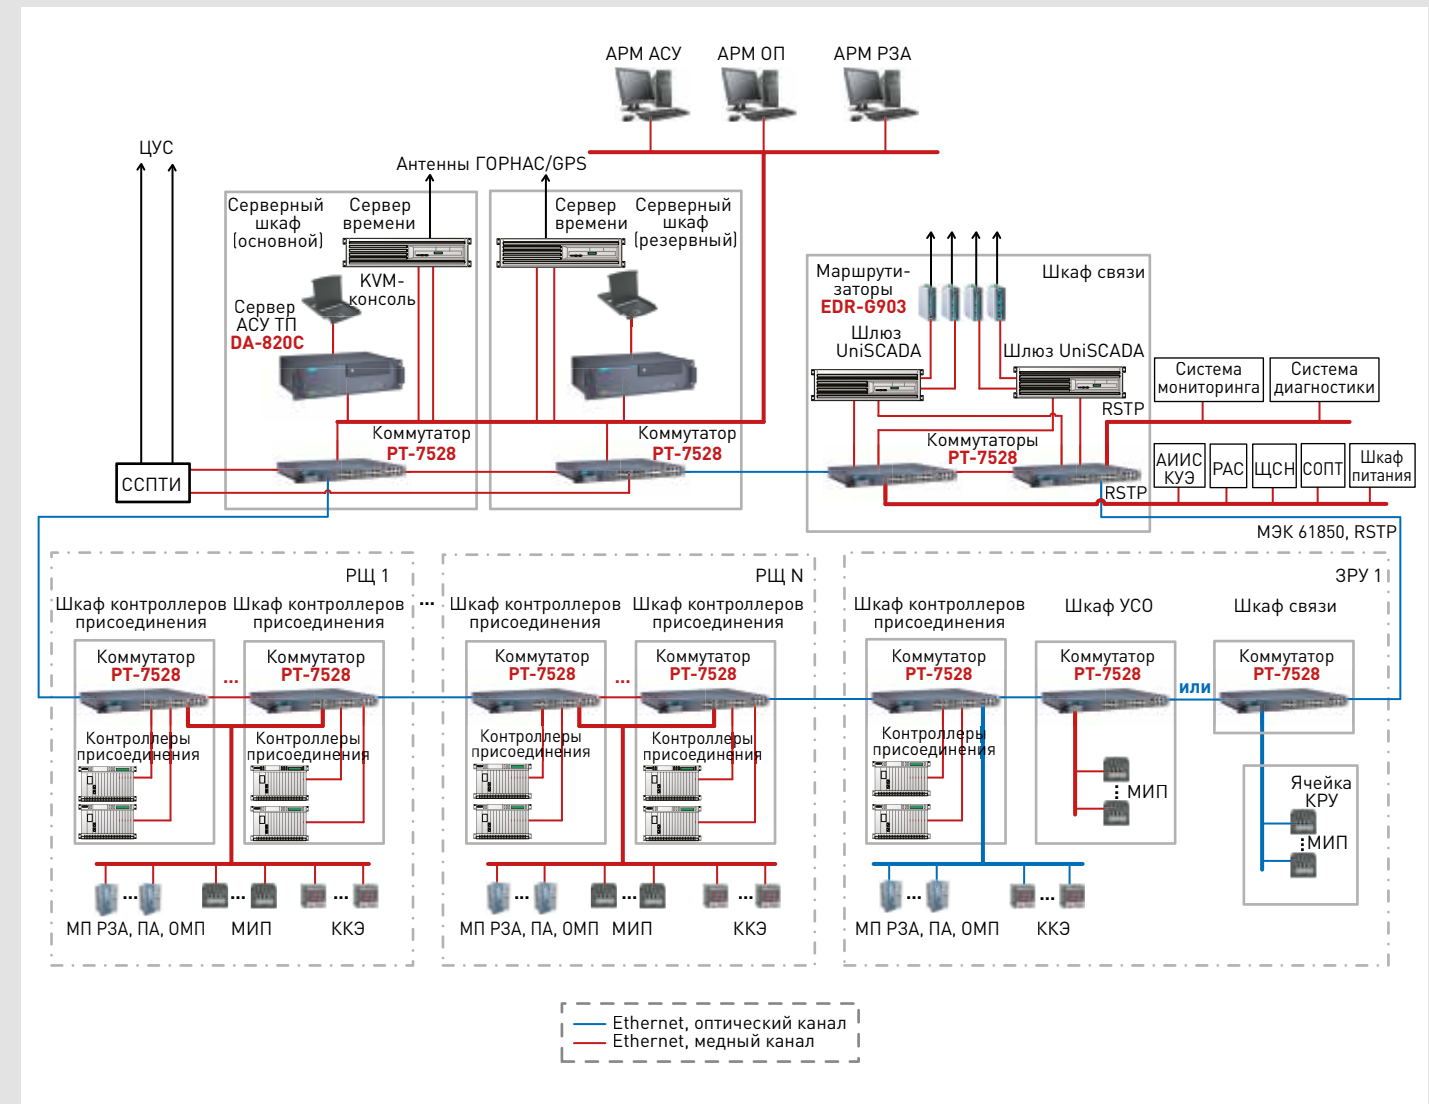 АРМ АСУ
АРМ ОП
АРМ РЗА
ЦУС
Антенны ГОРНАС/GPS
Серверный
шкаф
(основной)
Сервер
времени
Сервер
времени
Серверный
шкаф
(резервный)
KVM-
консоль
Сервер
АСУ ТП
DA-820C
Маршрути-
заторы
EDR-G903
Шкаф связи
Шлюз
UniSCADA
Шлюз UniSCADA
Система
мониторинга
Система
диагностики
RSTP
Коммутатор
PT-7528
Коммутатор
PT-7528
Коммутаторы
PT-7528
ССПТИ
АИИС
КУЭ
РАС
ЩСН
СОПТ
Шкаф
питания
RSTP
МЭК 61850, RSTP
РЩ 1
РЩ N
ЗРУ 1
Шкаф контроллеров
присоединения
Шкаф контроллеров
присоединения
...
Шкаф контроллеров
присоединения
Шкаф контроллеров
присоединения
Шкаф контроллеров
присоединения
Шкаф УСО
Шкаф связи
Коммутатор
PT-7528
...
Коммутатор
PT-7528
Коммутатор
PT-7528
...
Коммутатор
PT-7528
Коммутатор
PT-7528
Коммутатор
PT-7528
или
Коммутатор
PT-7528
Контроллеры
присоединения
Контроллеры
присоединения
Контроллеры
присоединения
Контроллеры
присоединения
Контроллеры
присоединения
МИП
Ячейка
КРУ
МИП
... ... ...
... ... ...
... ...
МП РЗА, ПА, ОМП
МИП
ККЭ
МП РЗА, ПА, ОМП
МИП
ККЭ
МП РЗА, ПА, ОМП
ККЭ
Ethernet, оптический канал
Ethernet, медный канал